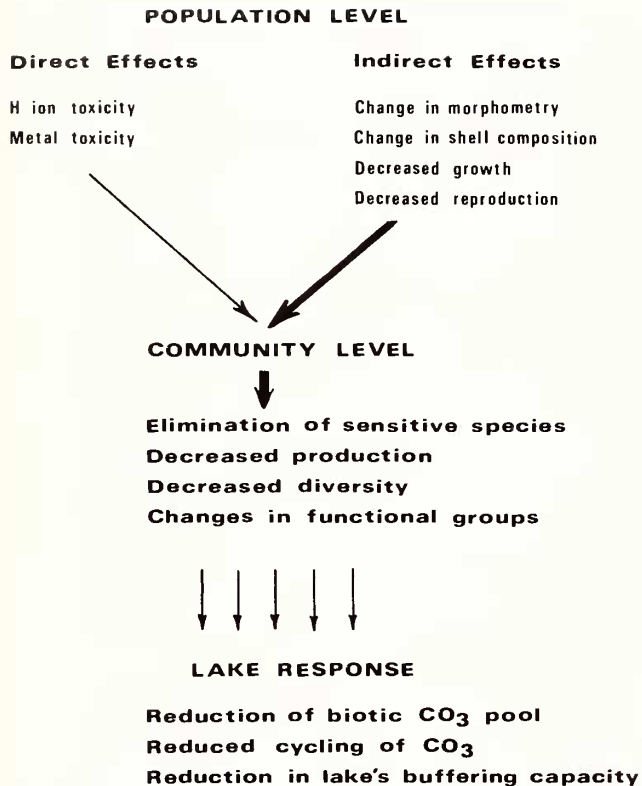 POPULATION LEVEL
Direct Effects
H ion toxicity
Metal toxicity
Indirect Effects
Change in morphometry
Change in shell composition
Decreased growth
Decreased reproduction
COMMUNITY LEVEL
Elimination of sensitive species
Decreased production
Decreased diversity
Changes in functional groups
LAKE RESPONSE
Reduction of biotic CO3 pool
Reduced cycling of CO3
Reduction in lake's buffering capacity